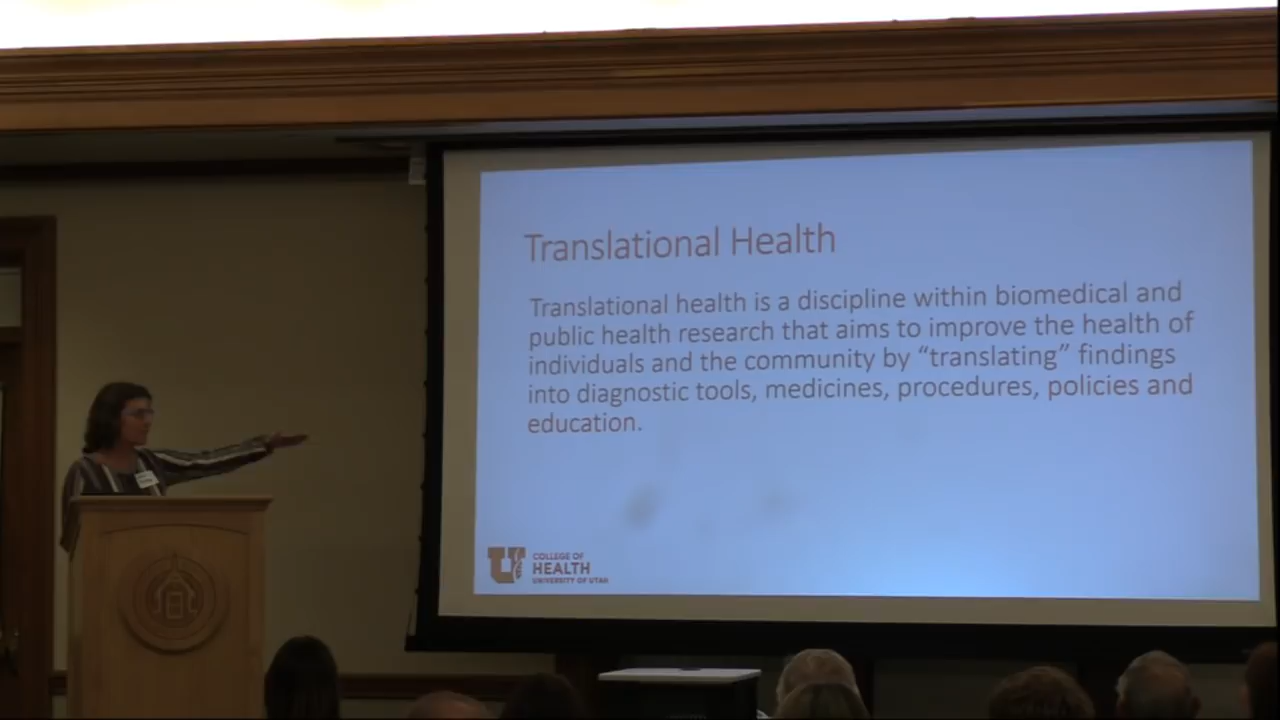 Translational Health
Translational health is a discipline within biomedical and
public health research that aims to improve the health of
individuals and the community by “translating” findings
into diagnostic tools, medicines, procedures, policies and
education.
U
COLLEGE OF
HEALTH
UNIVERSITY OF UTAH